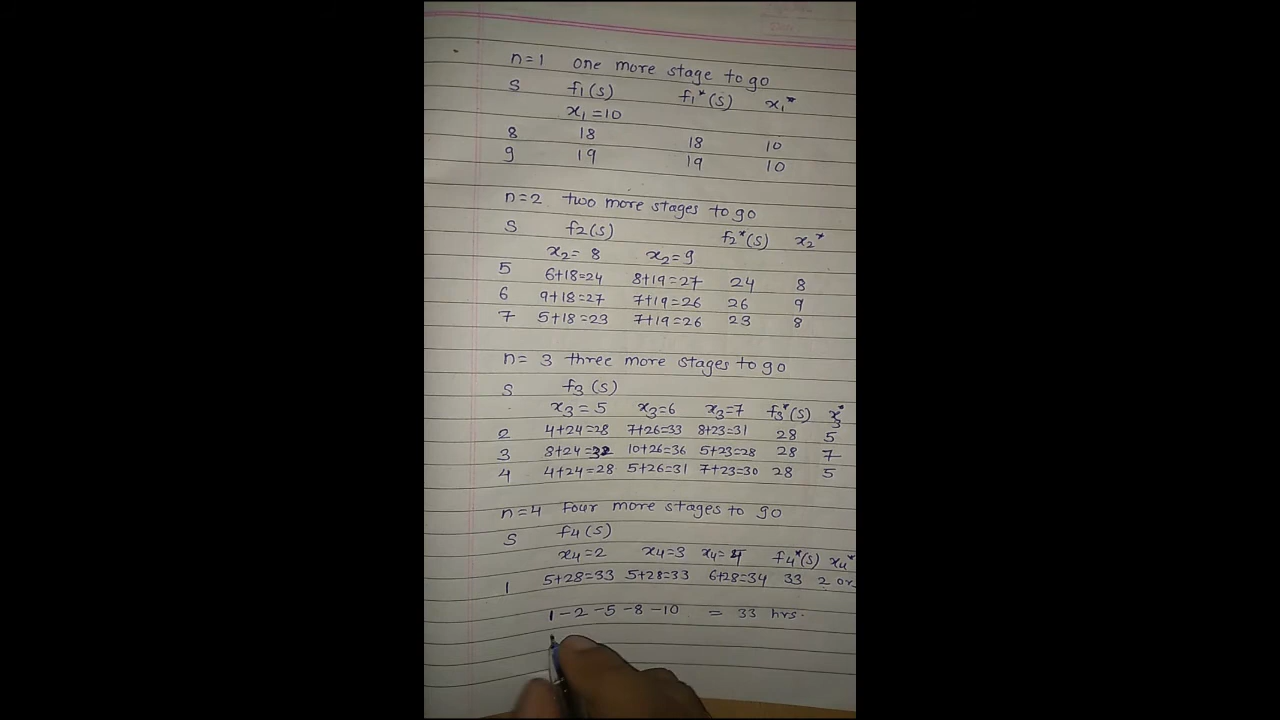 n=1 one more stage to go
S f1(s) f1*(s) x1*
x1=10
8 18 18 10
9 19 19 10
n=2 two more stages to go
S f2(s) f2*(s) x2*
x2=8 x2=9
5 6+18=24 8+19=27 24 8
6 9+18=27 7+19=26 26 9
7 5+18=23 7+19=26 23 8
n=3 three more stages to go
S f3(s)
x3=5 x3=6 x3=7 f3*(s) x3*
2 4+24=28 7+26=33 8+23=31 28 5
3 8+24=32 10+26=36 5+23=28 28 7
4 4+24=28 5+26=31 7+23=30 28 5
n=4 Four more stages to go
S f4(s)
x4=2 x4=3 x4=4 f4*(s) x4*
1 5+28=33 5+28=33 6+28=34 33 2 or
1-2-5-8-10 = 33 hrs.